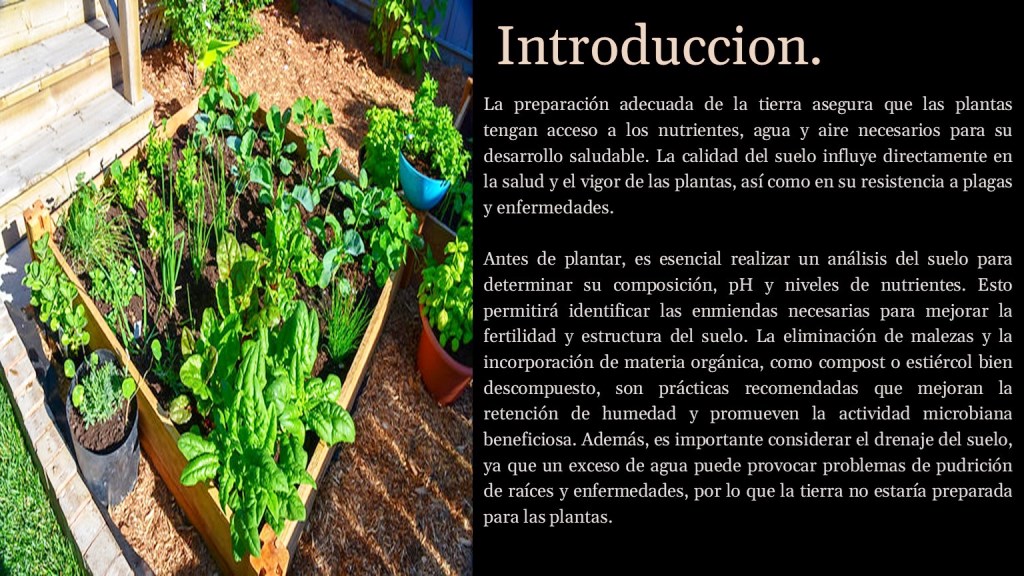 Introduccion.
La preparación adecuada de la tierra asegura que las plantas
tengan acceso a los nutrientes, agua y aire necesarios para su
desarrollo saludable. La calidad del suelo influye directamente en
la salud y el vigor de las plantas, así como en su resistencia a plagas
y enfermedades.
Antes de plantar, es esencial realizar un análisis del suelo para
determinar su composición, pH y niveles de nutrientes. Esto
permitirá identificar las enmiendas necesarias para mejorar la
fertilidad y estructura del suelo. La eliminación de malezas y la
incorporación de materia orgánica, como compost o estiércol bien
descompuesto, son prácticas recomendadas que mejoran la
retención de humedad y promueven la actividad microbiana
beneficiosa. Además, es importante considerar el drenaje del suelo,
ya que un exceso de agua puede provocar problemas de pudrición
de raíces y enfermedades, por lo que la tierra no estaría preparada
para las plantas.